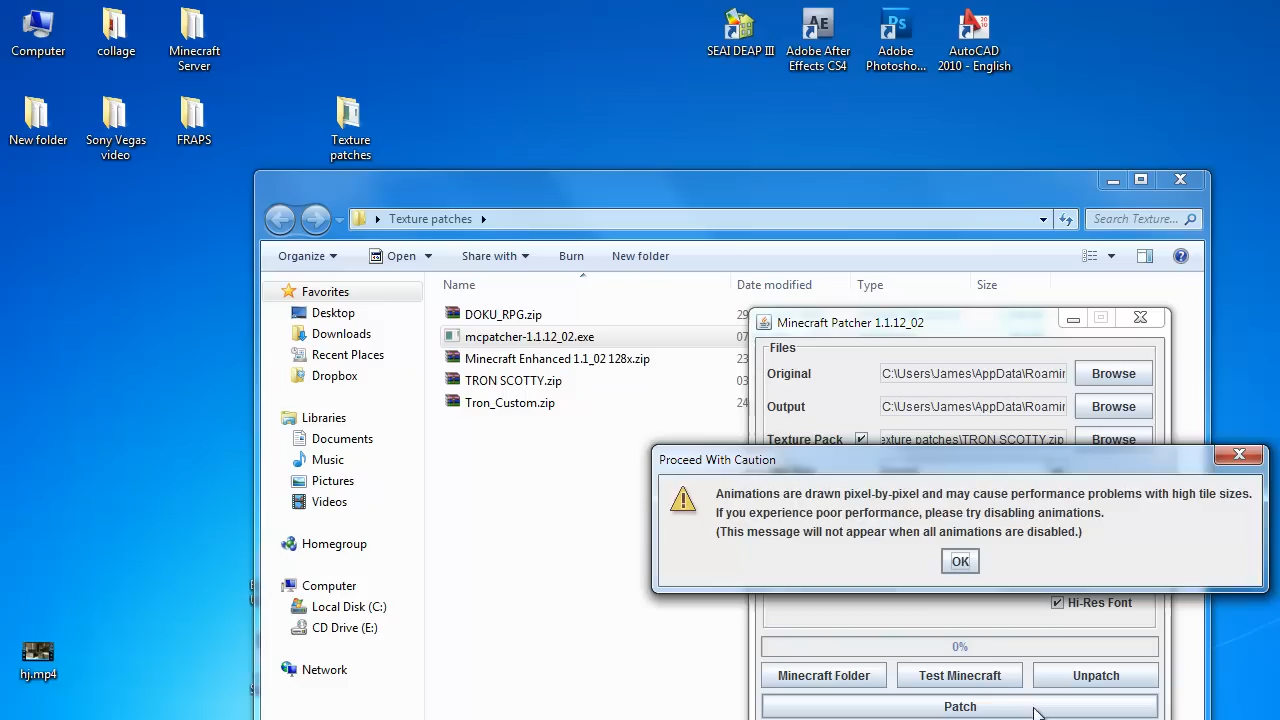 Computer
collage
Minecraft
Server
SEAI DEAP III
Adobe After
Effects CS4
Adobe
Photosho...
AutoCAD
2010 - English
New folder
Sony Vegas
video
FRAPS
Texture
patches
Texture patches
Search Texture...
Organize
Open
Share with
Burn
New folder
Name
Date modified
Type
Size
Favorites
Desktop
Downloads
Recent Places
Dropbox
Libraries
Documents
Music
Pictures
Videos
Homegroup
Computer
Local Disk (C:)
CD Drive (E:)
Network
DOKU_RPG.zip
29
mcpatcher-1.1.12_02.exe
07
Minecraft Enhanced 1.1_02 128x.zip
23
TRON SCOTTY.zip
03
Tron_Custom.zip
24
Minecraft Patcher 1.1.12_02
Files
Original
C:\Users\James\AppData\Roamin
Browse
Output
C:\Users\James\AppData\Roamin
Browse
Texture Pack
exture patches\TRON SCOTTY.zip
Browse
Proceed With Caution
Animations are drawn pixel-by-pixel and may cause performance problems with high tile sizes.
If you experience poor performance, please try disabling animations.
(This message will not appear when all animations are disabled.)
OK
Hi-Res Font
0%
Minecraft Folder
Test Minecraft
Unpatch
Patch
hj.mp4